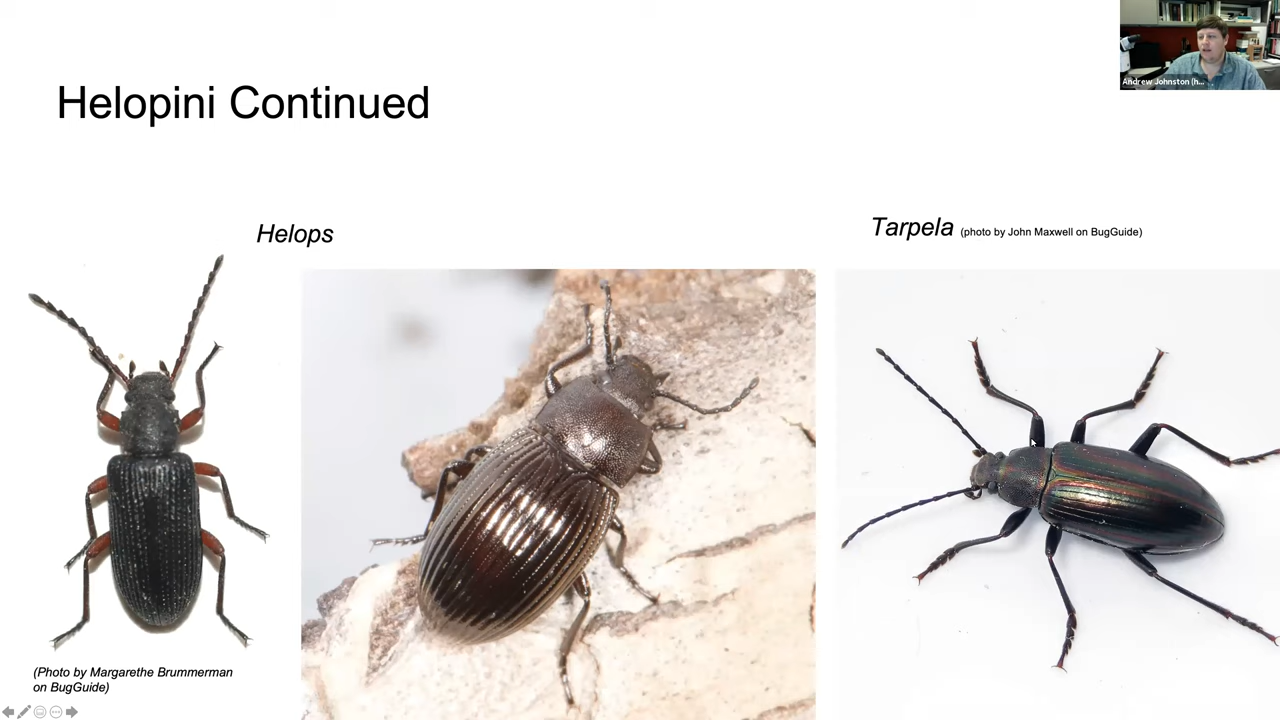 Andrew Johnston (h...
Helopini Continued
Helops
Tarpela (photo by John Maxwell on BugGuide)
(Photo by Margarethe Brummerman
on BugGuide)